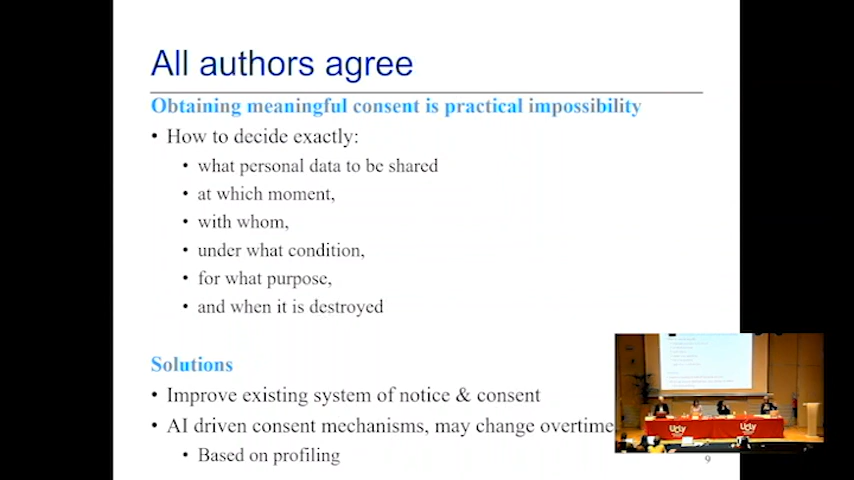 All authors agree
Obtaining meaningful consent is practical impossibility
• How to decide exactly:
• what personal data to be shared
• at which moment,
• with whom,
• under what condition,
• for what purpose,
• and when it is destroyed
Solutions
• Improve existing system of notice & consent
• AI driven consent mechanisms, may change overtime
• Based on profiling
9